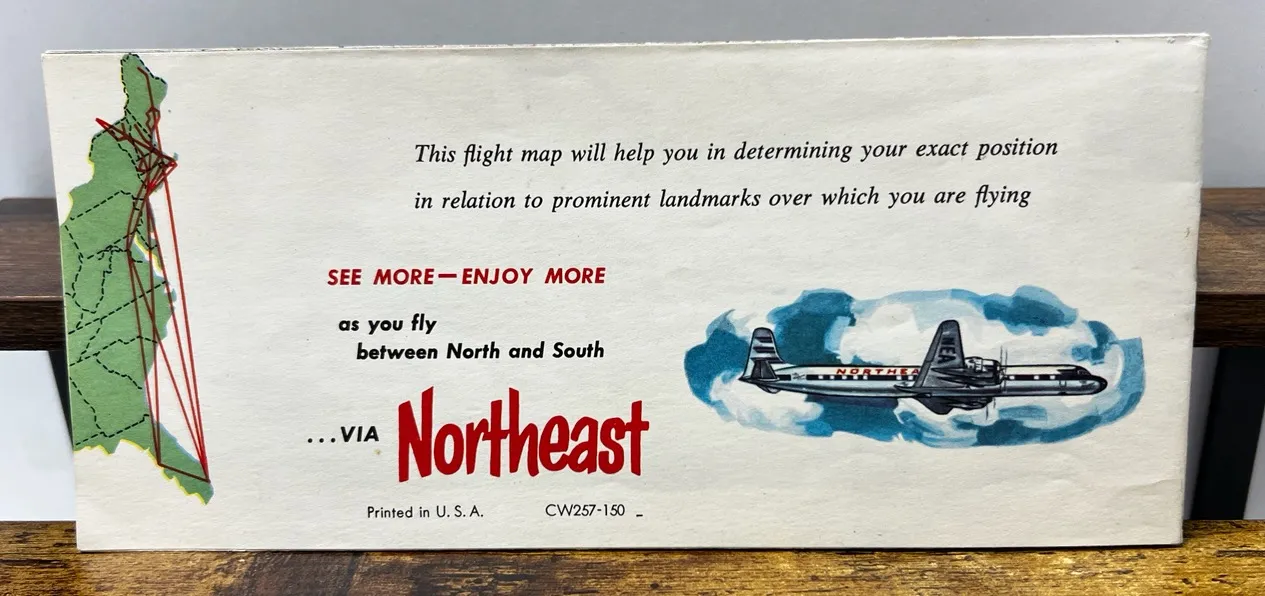 This flight map will help you in determining your exact position
in relation to prominent landmarks over which you are flying
SEE MORE—ENJOY MORE
as you fly
between North and South
...VIA Northeast
Printed in U. S. A. CW257-150
NORTHEA
NEA